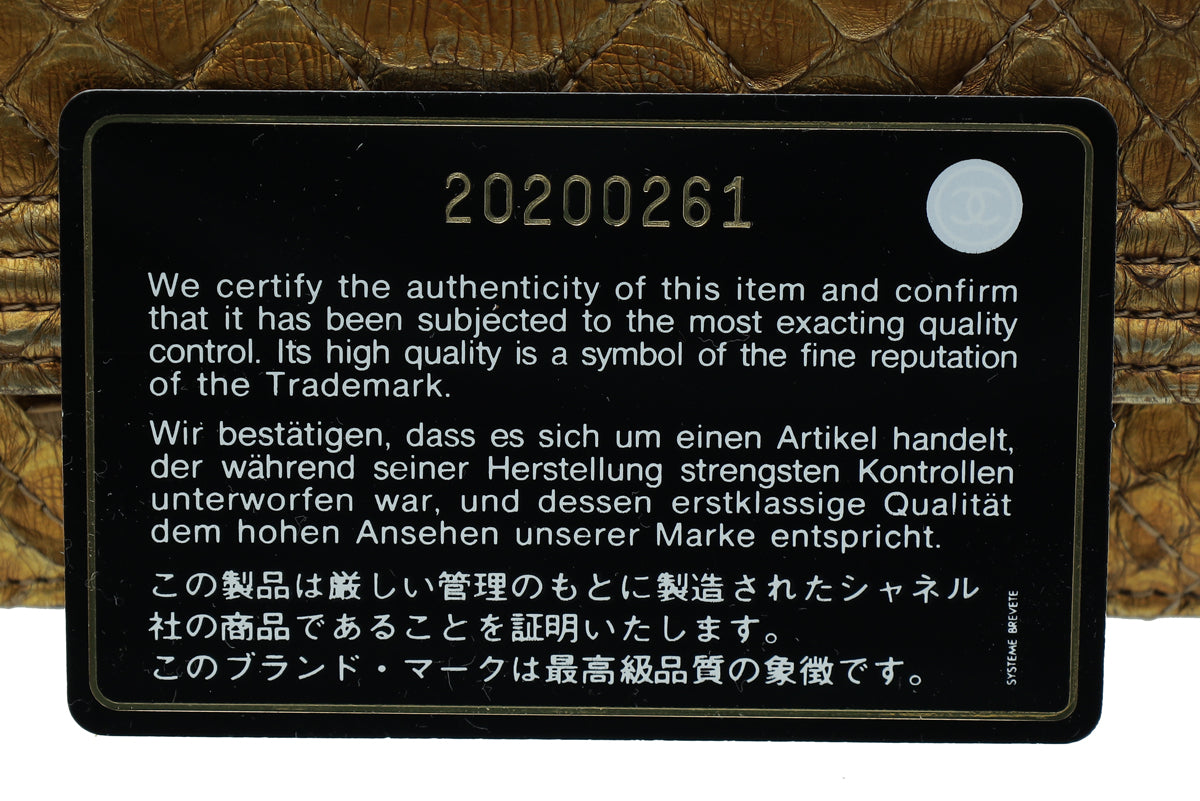 20200261
We certify the authenticity of this item and confirm
that it has been subjected to the most exacting quality
control. Its high quality is a symbol of the fine reputation
of the Trademark.
Wir bestätigen, dass es sich um einen Artikel handelt,
der während seiner Herstellung strengsten Kontrollen
unterworfen war, und dessen erstklassige Qualität
dem hohen Ansehen unserer Marke entspricht.
この製品は厳しい管理のもとに製造されたシャネル
社の商品であることを証明いたします。
このブランド・マークは最高級品質の象徴です。
SYSTEME BREVETE